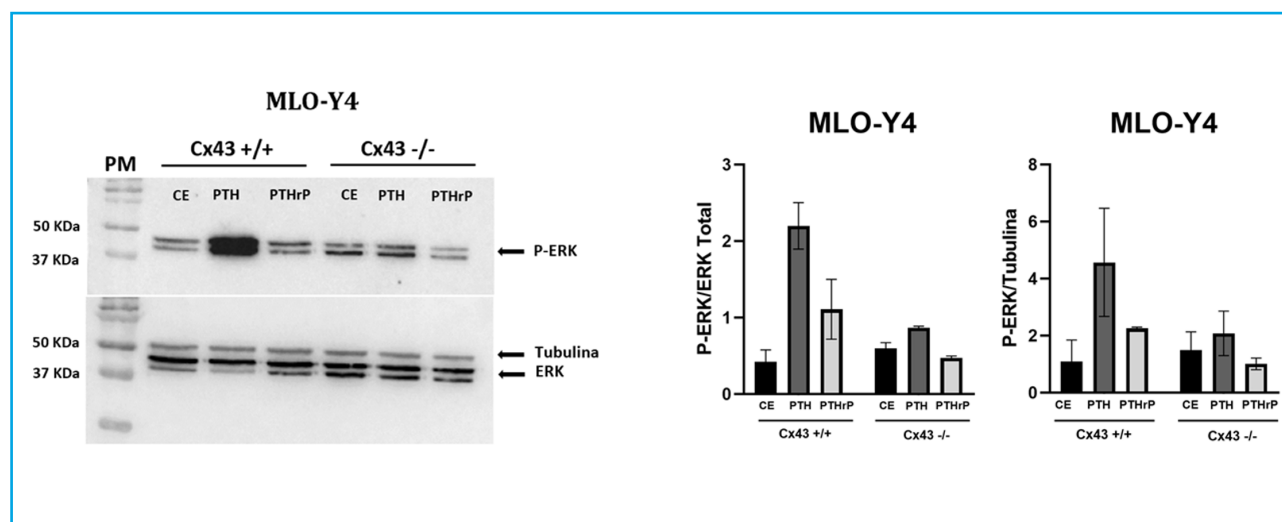 MLO-Y4
Cx43 +/+ Cx43 -/-
PM
CE PTH PTHrP CE PTH PTHrP
50 KDa
37 KDa
P-ERK
50 KDa
37 KDa
Tubulina
ERK
MLO-Y4
P-ERK/ERK Total
3
2
1
0
CE PTH PTHrP CE PTH PTHrP
Cx43 +/+ Cx43 -/-
MLO-Y4
P-ERK/Tubulina
8
6
4
2
0
CE PTH PTHrP CE PTH PTHrP
Cx43 +/+ Cx43 -/-